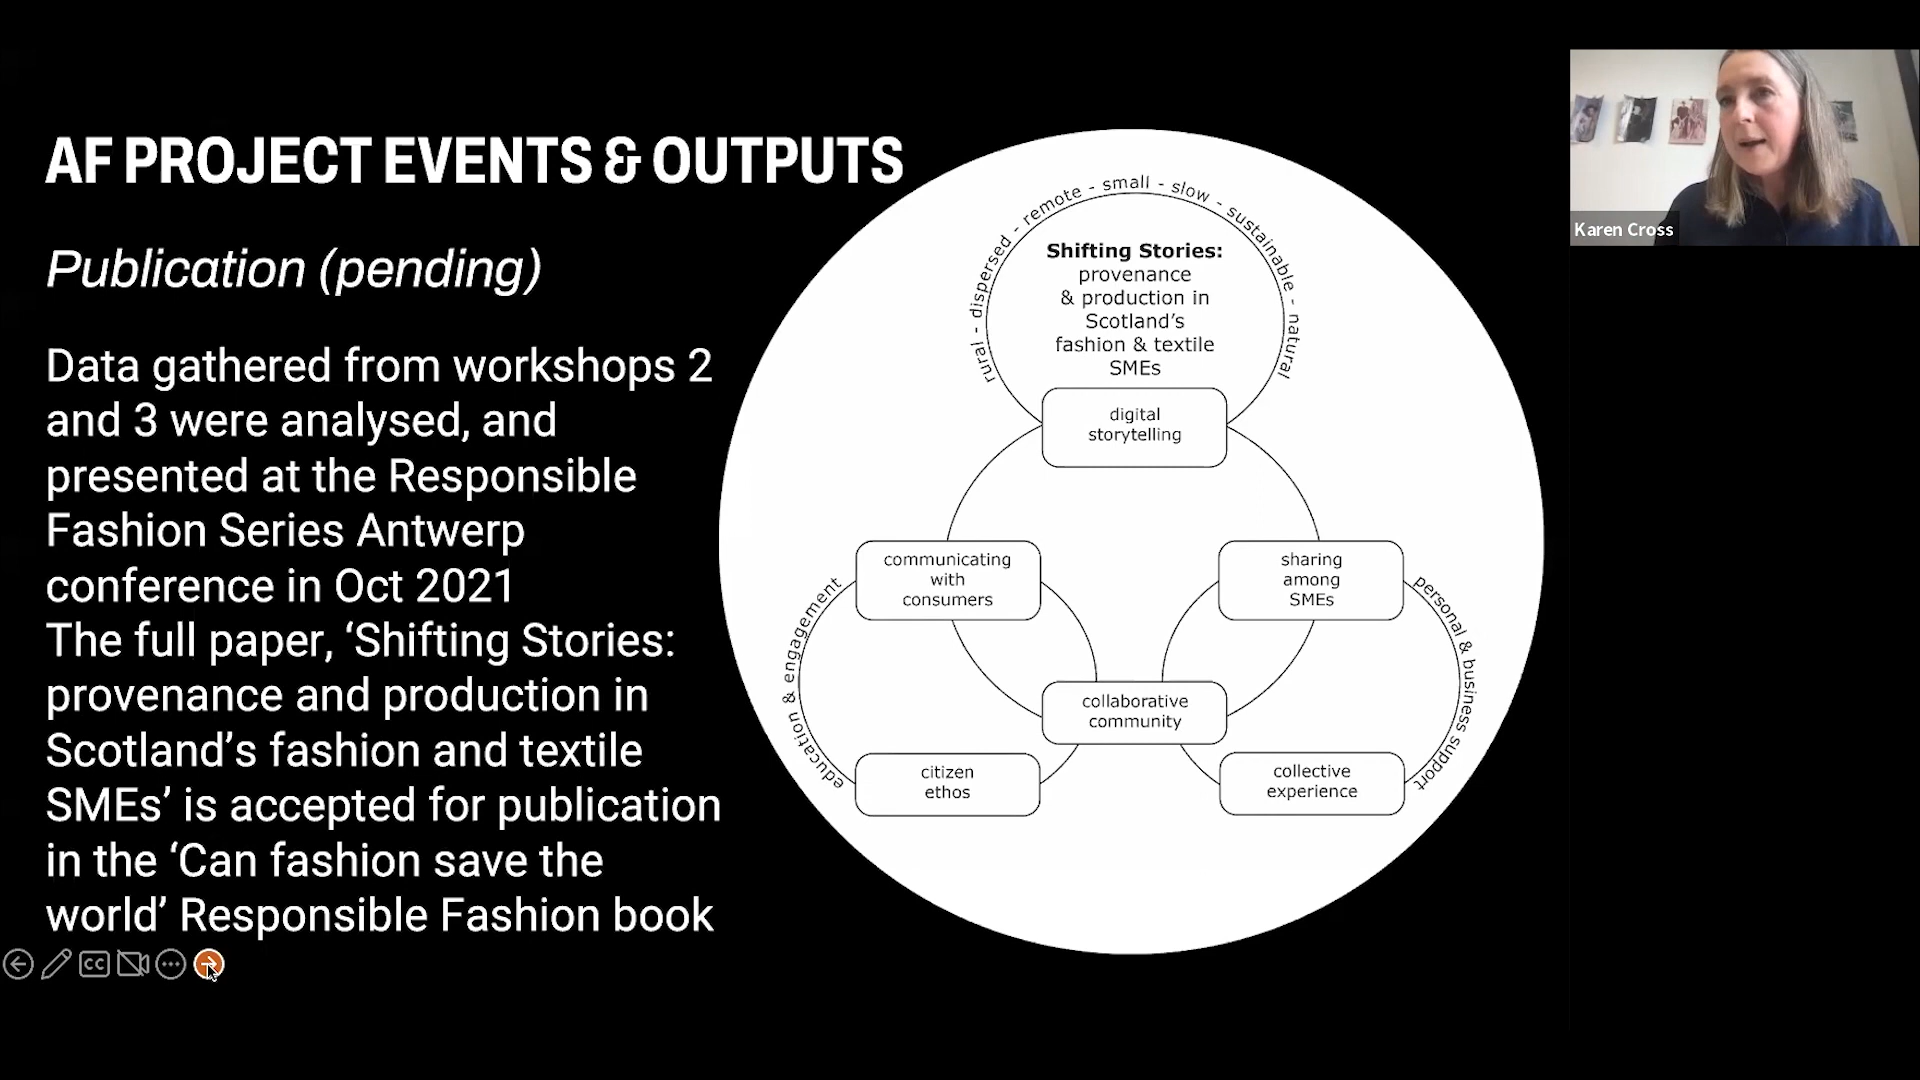 AF PROJECT EVENTS & OUTPUTS
Publication (pending)
Data gathered from workshops 2
and 3 were analysed, and
presented at the Responsible
Fashion Series Antwerp
conference in Oct 2021
The full paper, ‘Shifting Stories:
provenance and production in
Scotland’s fashion and textile
SMEs’ is accepted for publication
in the ‘Can fashion save the
world’ Responsible Fashion book
rural - dispersed - remote - small - slow - sustainable - natural
Shifting Stories:
provenance
& production in
Scotland’s
fashion & textile
SMEs
digital
storytelling
communicating
with
consumers
sharing
among
SMEs
education & engagement
personal & business support
collaborative
community
citizen
ethos
collective
experience
Karen Cross
CC